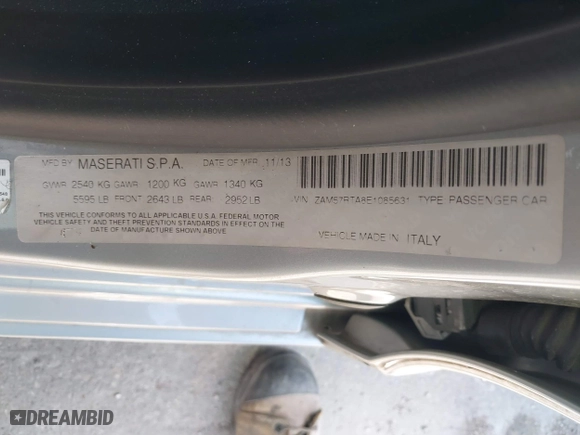 MFD BY MASERATI S.P.A. DATE OF MFR 11/13
GVWR 2540 KG GAWR 1200 KG GAWR 1340 KG
5595 LB FRONT 2643 LB REAR 2952 LB
THIS VEHICLE CONFORMS TO ALL APPLICABLE U.S.A. FEDERAL MOTOR
VEHICLE SAFETY AND THEFT PREVENTION STANDARDS IN EFFECT ON THE
DATE OF MANUFACTURE SHOWN ABOVE.
VIN: ZAM57RTA8E1085631 TYPE PASSENGER CAR
VEHICLE MADE IN ITALY
DREAMBID